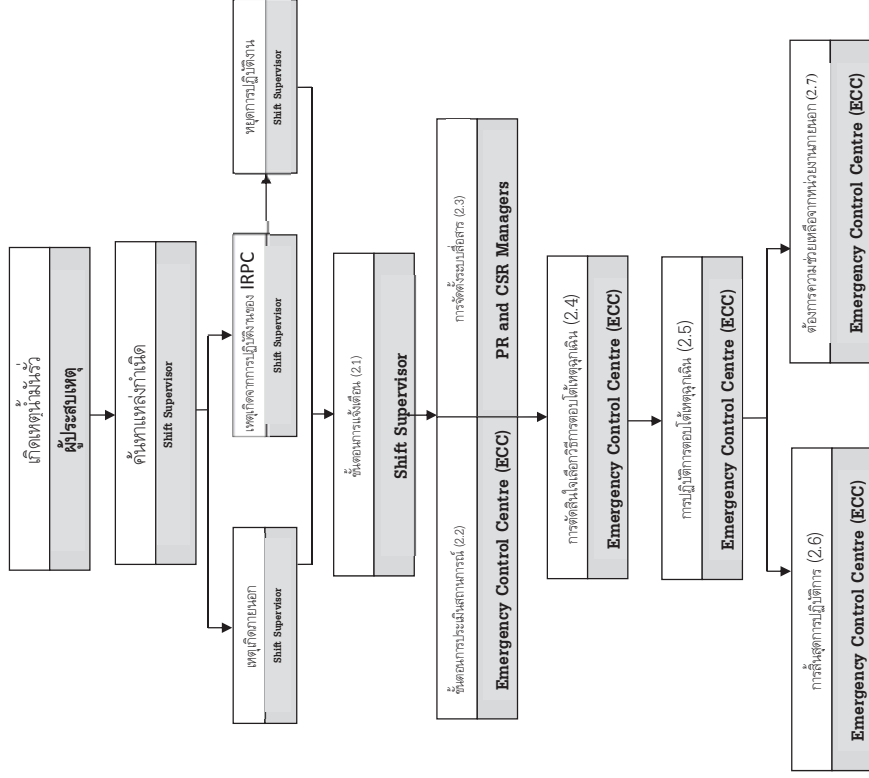 เกิดเหตุน้ำมันรั่ว
ผู้ประสบเหตุ
ค้นหาแหล่งกำเนิด
Shift Supervisor
เหตุเกิดภายนอก
Shift Supervisor
เหตุเกิดจากการปฏิบัติงานของ IRPC
Shift Supervisor
หยุดการปฏิบัติงาน
Shift Supervisor
ขั้นตอนการแจ้งเตือน (2.1)
Shift Supervisor
ขั้นตอนการประเมินสถานการณ์ (2.2)
Emergency Control Centre (ECC)
การจัดตั้งระบบสื่อสาร (2.3)
PR and CSR Managers
การตัดสินใจเลือกวิธีการตอบโต้เหตุฉุกเฉิน (2.4)
Emergency Control Centre (ECC)
การปฏิบัติการตอบโต้เหตุฉุกเฉิน (2.5)
Emergency Control Centre (ECC)
การสิ้นสุดการปฏิบัติการ (2.6)
Emergency Control Centre (ECC)
ต้องการความช่วยเหลือจากหน่วยงานภายนอก (2.7)
Emergency Control Centre (ECC)